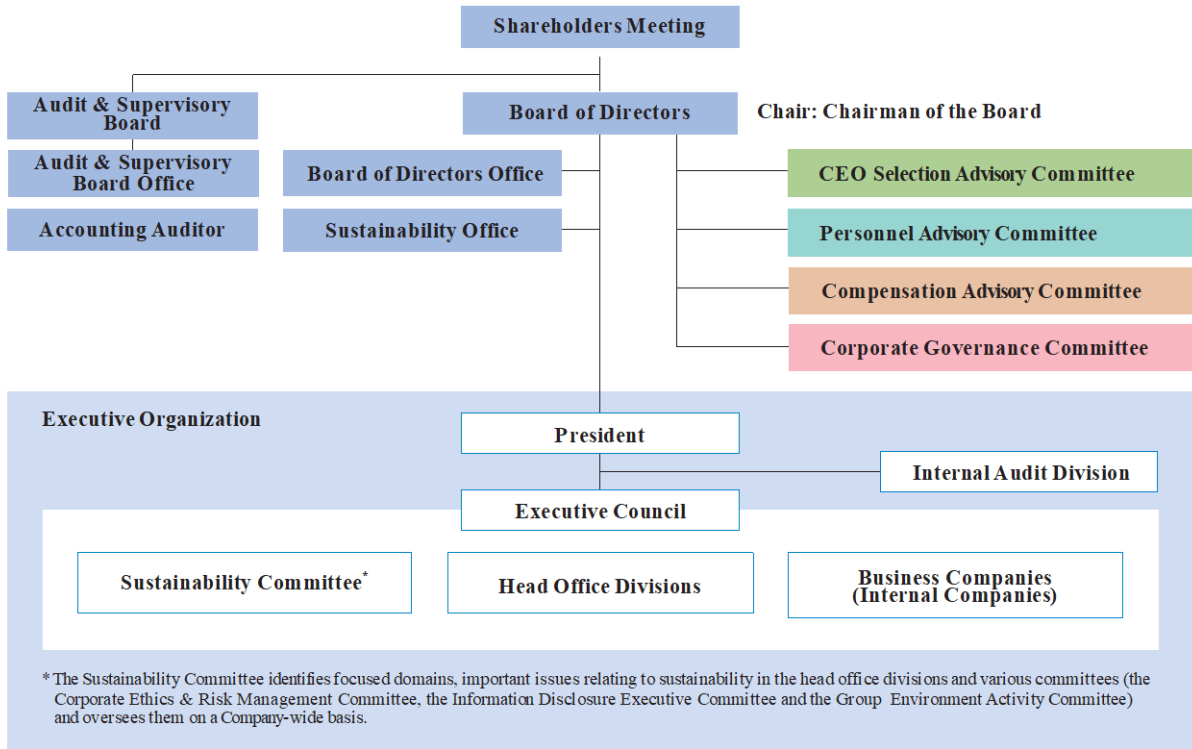 Shareholders Meeting
Audit & Supervisory
Board
Board of Directors
Chair: Chairman of the Board
Audit & Supervisory
Board Office
Board of Directors Office
CEO Selection Advisory Committee
Accounting Auditor
Sustainability Office
Personnel Advisory Committee
Compensation Advisory Committee
Corporate Governance Committee
Executive Organization
President
Internal Audit Division
Executive Council
Sustainability Committee*
Head Office Divisions
Business Companies
(Internal Companies)
* The Sustainability Committee identifies focused domains, important issues relating to sustainability in the head office divisions and various committees (the
Corporate Ethics & Risk Management Committee, the Information Disclosure Executive Committee and the Group Environment Activity Committee)
and oversees them on a Company-wide basis.